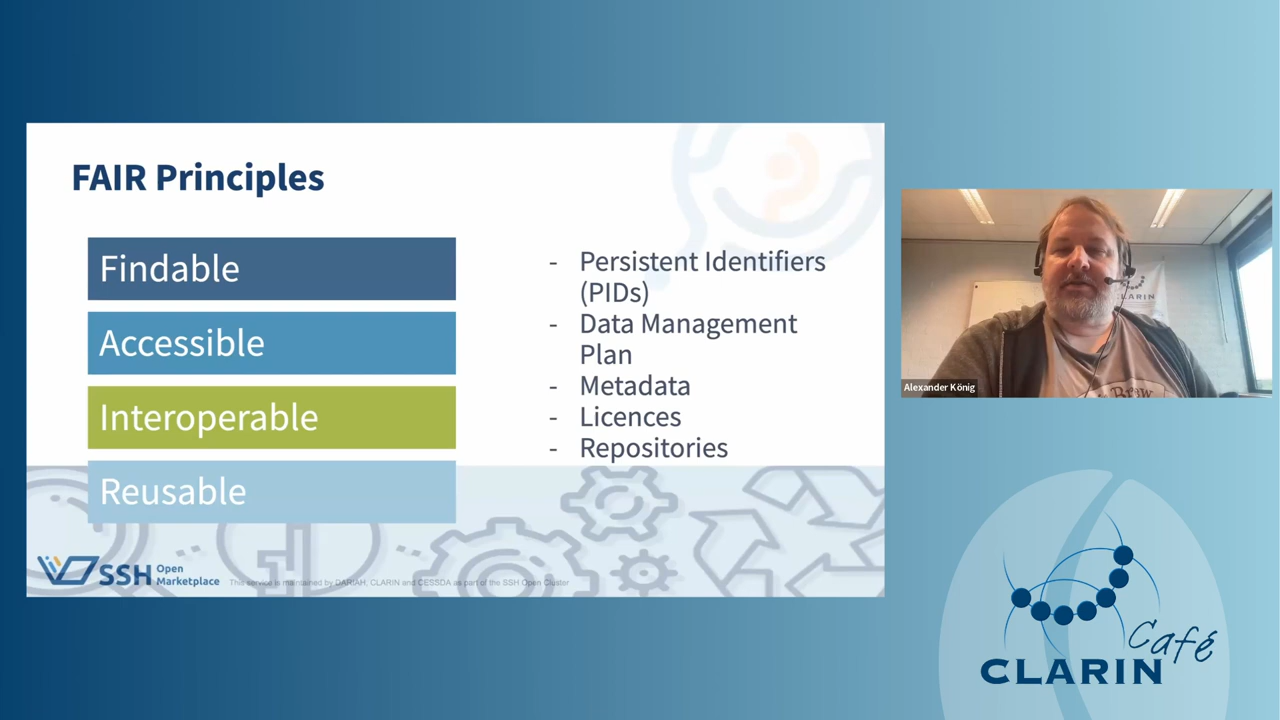 FAIR Principles
Findable
Accessible
Interoperable
Reusable
- Persistent Identifiers
(PIDs)
- Data Management
Plan
- Metadata
- Licences
- Repositories
SSH Open
Marketplace
This service is maintained by DARIAH, CLARIN and CESSDA as part of the SSH Open Cluster
CLARIN
Brew
Alexander König
Café
CLARIN